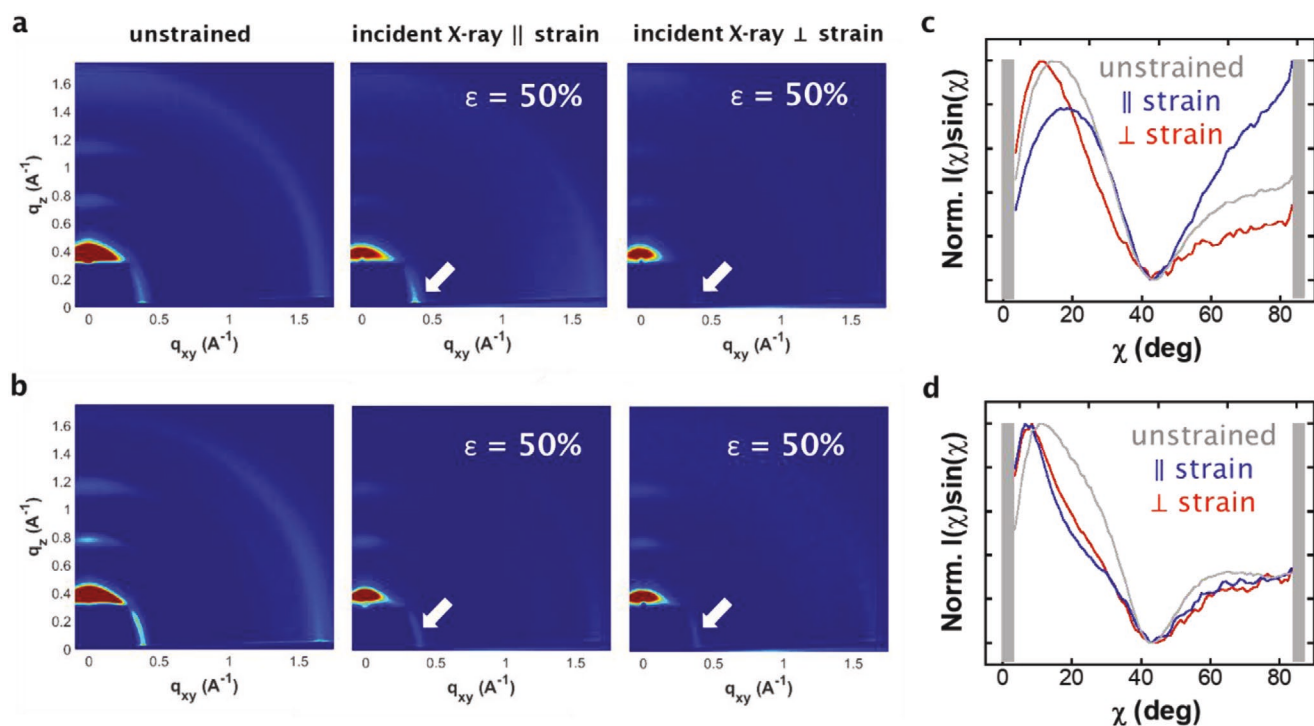 a
unstrained
incident X-ray || strain
incident X-ray ⊥ strain
1.6
1.4
1.2
1
0.8
0.6
0.4
0.2
0
q_z (A⁻¹)
ε = 50%
ε = 50%
0 0.5 1 1.5
0 0.5 1 1.5
0 0.5 1 1.5
q_xy (A⁻¹)
q_xy (A⁻¹)
q_xy (A⁻¹)
b
1.6
1.4
1.2
1
0.8
0.6
0.4
0.2
0
q_z (A⁻¹)
ε = 50%
ε = 50%
0 0.5 1 1.5
0 0.5 1 1.5
0 0.5 1 1.5
q_xy (A⁻¹)
q_xy (A⁻¹)
q_xy (A⁻¹)
c
Norm. I(χ)sin(χ)
unstrained
|| strain
⊥ strain
0 20 40 60 80
χ (deg)
d
Norm. I(χ)sin(χ)
unstrained
|| strain
⊥ strain
0 20 40 60 80
χ (deg)